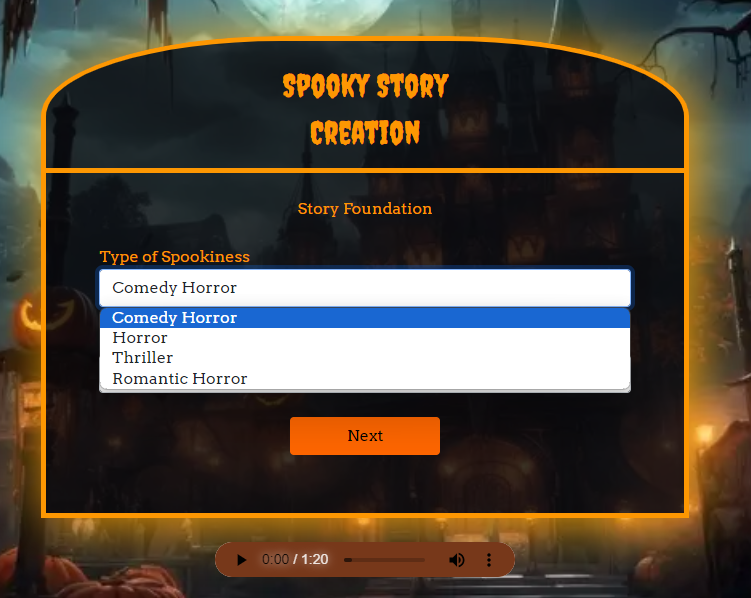 SPOOKY STORY
CREATION
Story Foundation
Type of Spookiness
Comedy Horror
Comedy Horror
Horror
Thriller
Romantic Horror
Next
0:00 / 1:20